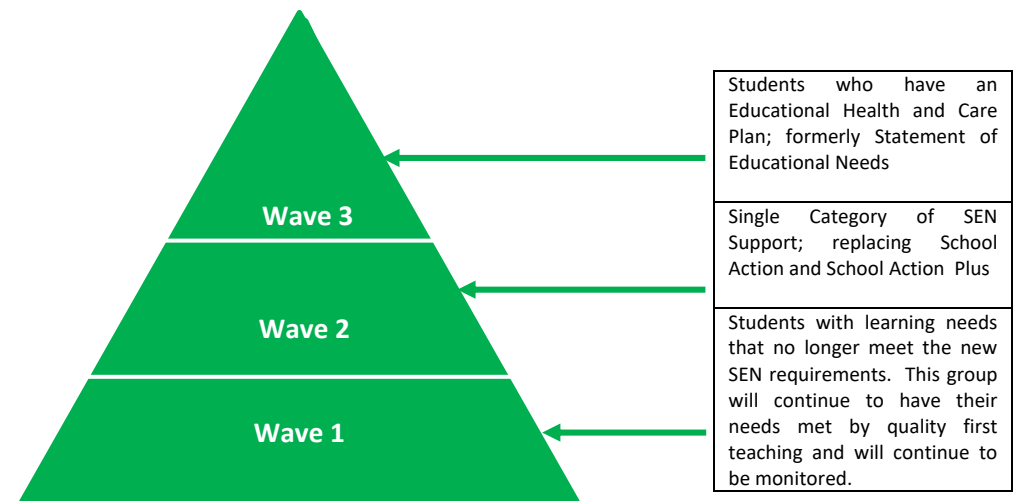 Students who have an
Educational Health and Care
Plan; formerly Statement of
Educational Needs
Wave 3
Single Category of SEN
Support; replacing School
Action and School Action Plus
Wave 2
Students with learning needs
that no longer meet the new
SEN requirements. This group
will continue to have their
needs met by quality first
teaching and will continue to
be monitored.
Wave 1